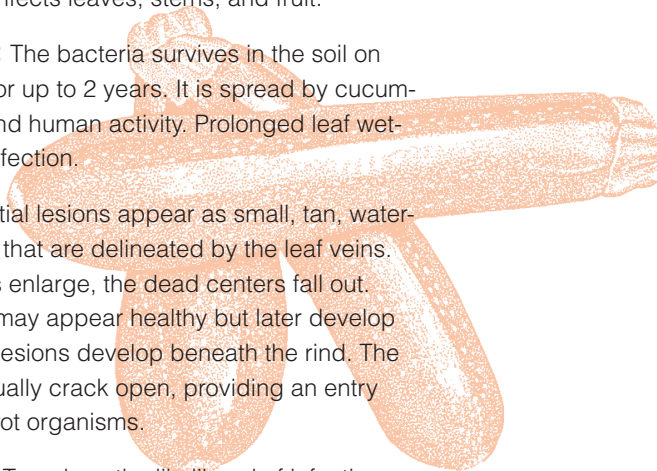 leaves, stems, and fruit.
: The bacteria survives in the soil on
or up to 2 years. It is spread by cucum-
nd human activity. Prolonged leaf wet-
fection.
tial lesions appear as small, tan, water-
that are delineated by the leaf veins.
s enlarge, the dead centers fall out.
may appear healthy but later develop
esions develop beneath the rind. The
ually crack open, providing an entry
ot organisms.